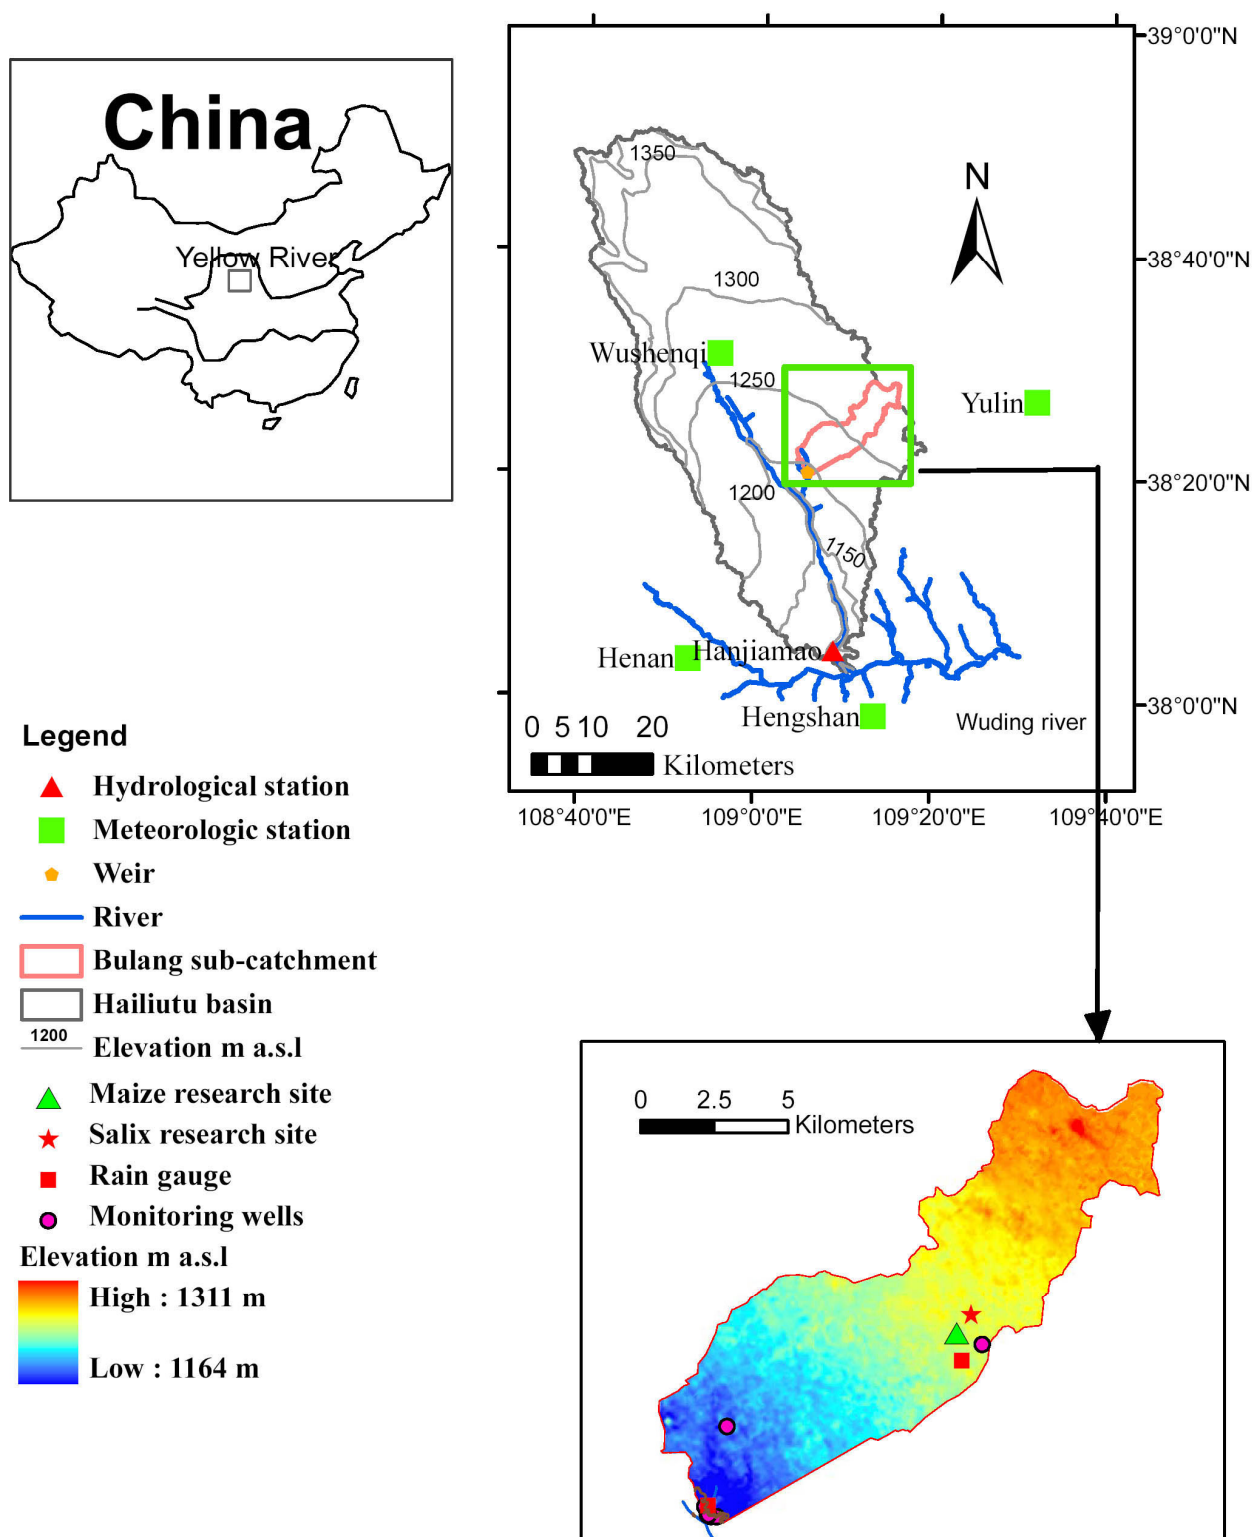 China
Yellow River
39°0'0"N
38°40'0"N
38°20'0"N
38°0'0"N
N
1350
1300
Wushenqi
1250
Yulin
1200
1150
Henan
Hanjiamao
Hengshan
Wuding river
0 5 10 20
Kilometers
108°40'0"E
109°0'0"E
109°20'0"E
109°40'0"E
Legend
Hydrological station
Meteorologic station
Weir
River
Bulang sub-catchment
Hailiutu basin
1200
Elevation m a.s.l
Maize research site
Salix research site
Rain gauge
Monitoring wells
Elevation m a.s.l
High : 1311 m
Low : 1164 m
0 2.5 5
Kilometers